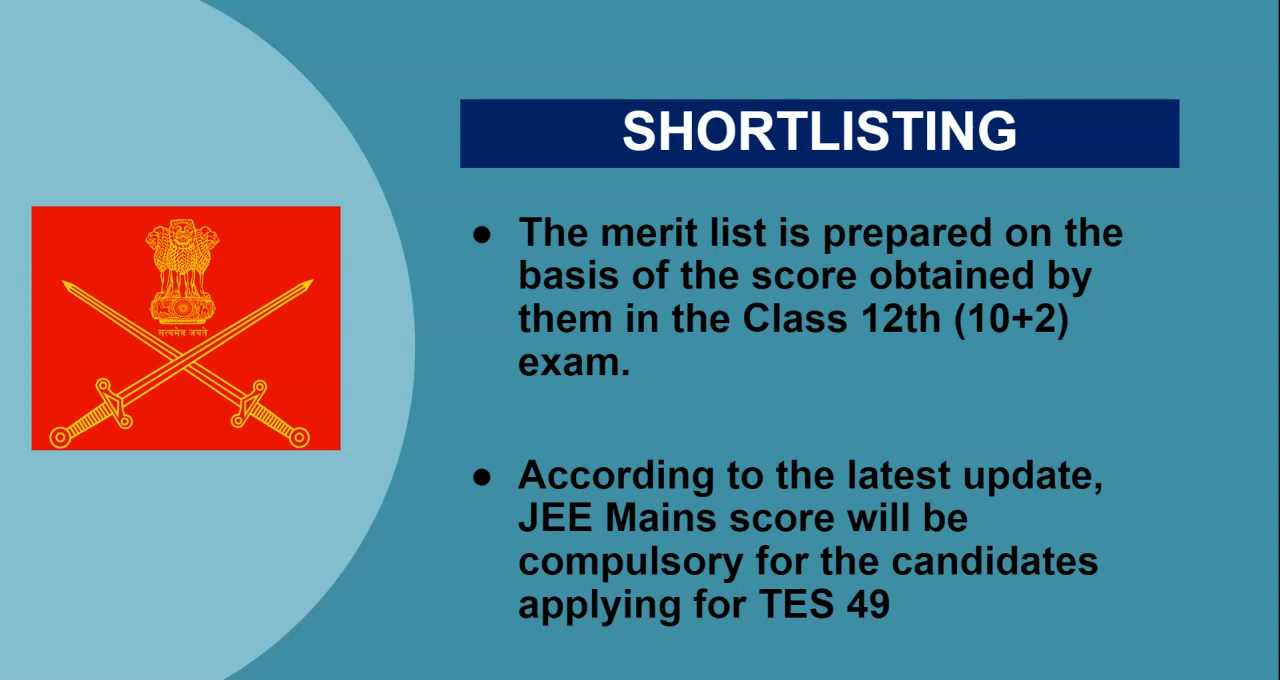 SHORTLISTING
सत्यमेव जयते
● The merit list is prepared on the
basis of the score obtained by
them in the Class 12th (10+2)
exam.
● According to the latest update,
JEE Mains score will be
compulsory for the candidates
applying for TES 49